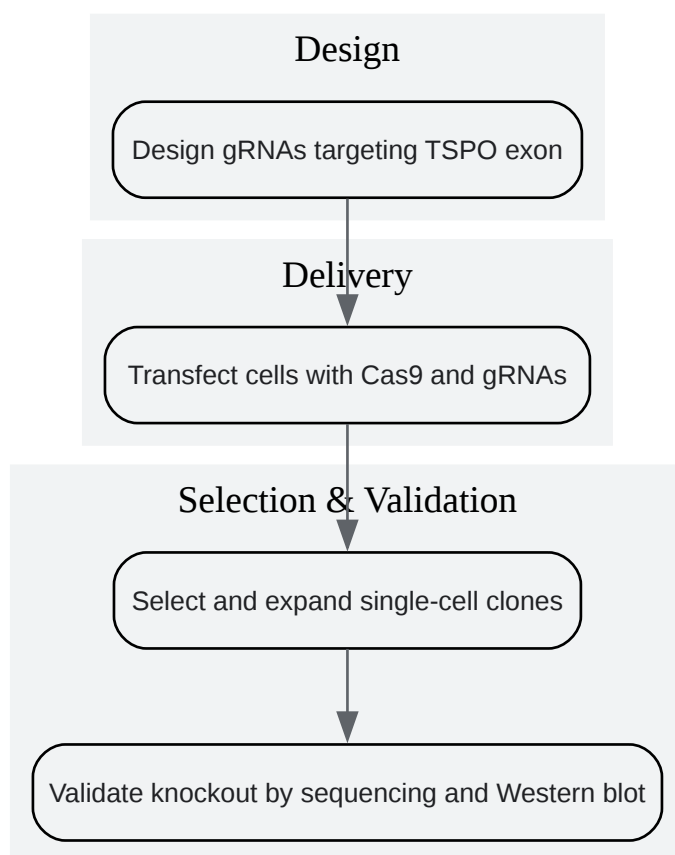 Design
Design gRNAs targeting TSPO exon
Delivery
Transfect cells with Cas9 and gRNAs
Selection & Validation
Select and expand single-cell clones
Validate knockout by sequencing and Western blot